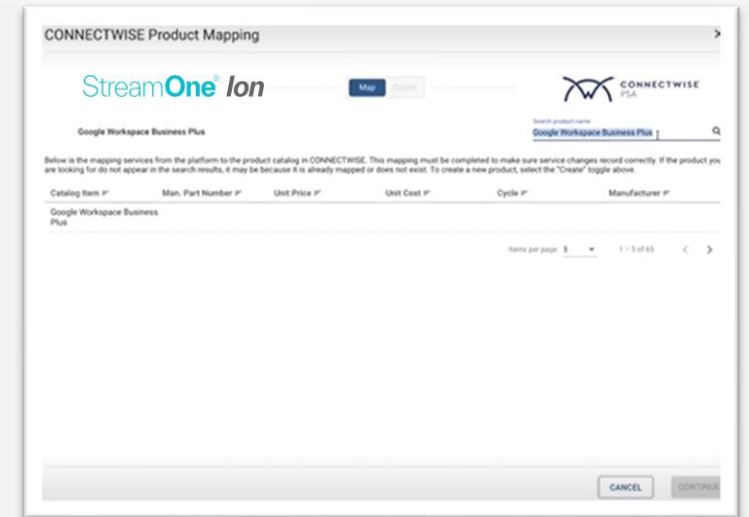 CONNECTWISE Product Mapping
StreamOne® Ion
Map Create
CONNECTWISE
PSA
Google Workspace Business Plus
Search product name
Google Workspace Business Plus
Below is the mapping services from the platform to the product catalog in CONNECTWISE. This mapping must be completed to make sure service changes record correctly. If the product you
are looking for do not appear in the search results, it may be because it is already mapped or does not exist. To create a new product, select the "Create" toggle above.
Catalog Item Man. Part Number Unit Price Unit Cost Cycle Manufacturer
Google Workspace Business
Plus
Items per page: 5 1 - 5 of 65
CANCEL CONTINUE